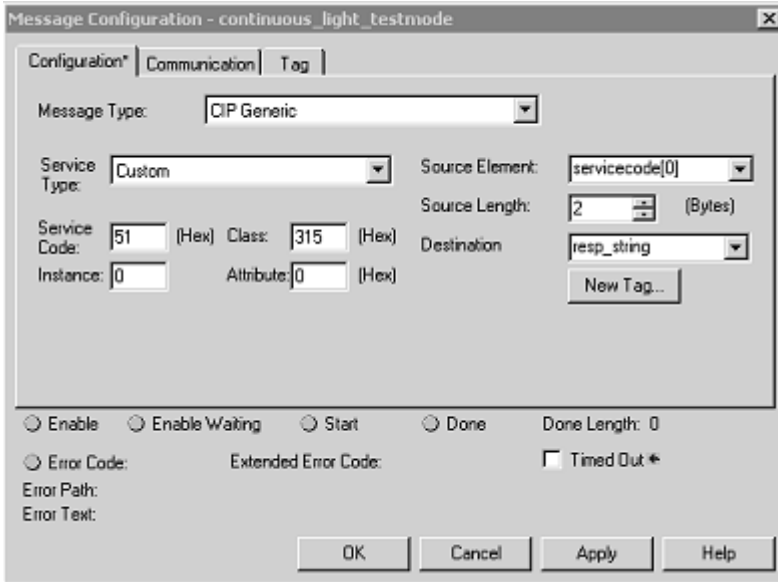 Message Configuration - continuous_light_testmode
Configuration* Communication Tag
Message Type: CIP Generic
Service Type: Custom
Source Element: servicecode[0]
Source Length: 2 (Bytes)
Service Code: 51 (Hex) Class: 315 (Hex)
Destination resp_string
Instance: 0 Attribute: 0 (Hex)
New Tag...
Enable Enable Waiting Start Done Done Length: 0
Error Code: Extended Error Code: Timed Out
Error Path:
Error Text:
OK Cancel Apply Help